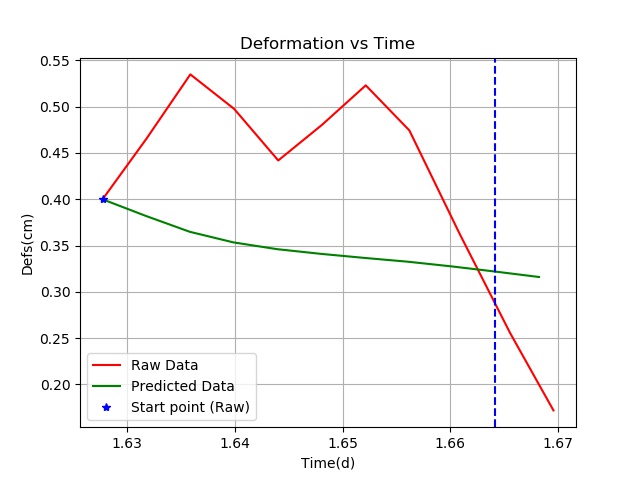 Deformation vs Time
Defs(cm)
0.55
0.50
0.45
0.40
0.35
0.30
0.25
0.20
Raw Data
Predicted Data
Start point (Raw)
1.63 1.64 1.65 1.66 1.67
Time(d)